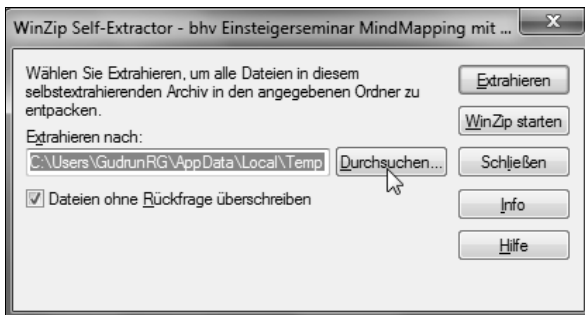 WinZip Self-Extractor - bhv Einsteigerseminar MindMapping mit ...
Wählen Sie Extrahieren, um alle Dateien in diesem
selbstextrahierenden Archiv in den angegebenen Ordner zu
entpacken.
Extrahieren nach:
C:\Users\GudrunRG\AppData\Local\Temp
Durchsuchen...
Dateien ohne Rückfrage überschreiben
Extrahieren
WinZip starten
Schließen
Info
Hilfe